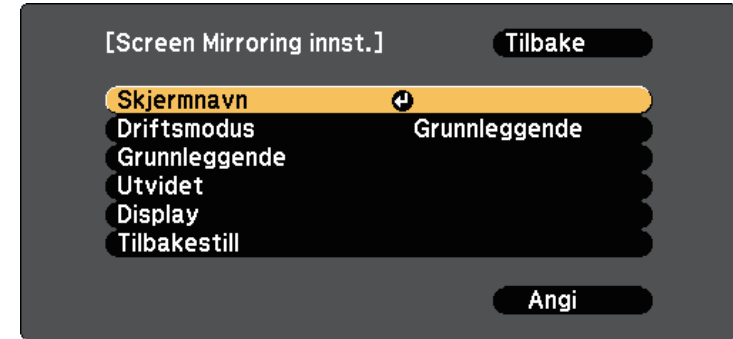 [Screen Mirroring innst.] Tilbake
Skjermnavn
Driftsmodus Grunnleggende
Grunnleggende
Utvidet
Display
Tilbakestill
Angi